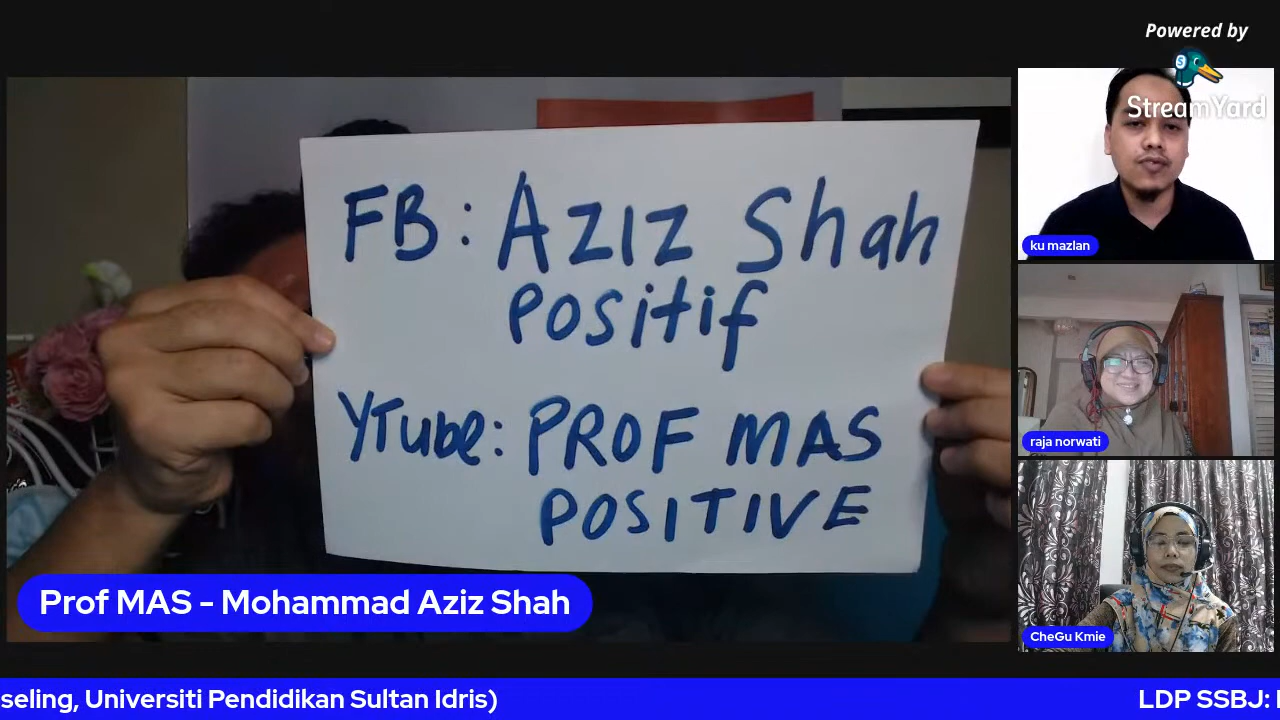 Powered by
StreamYard
FB: Aziz Shah
Positif
YTube: PROF MAS
POSITIVE
Prof MAS - Mohammad Aziz Shah
ku mazlan
raja norwati
CheGu Kmie
seling, Universiti Pendidikan Sultan Idris)
LDP SSBJ: